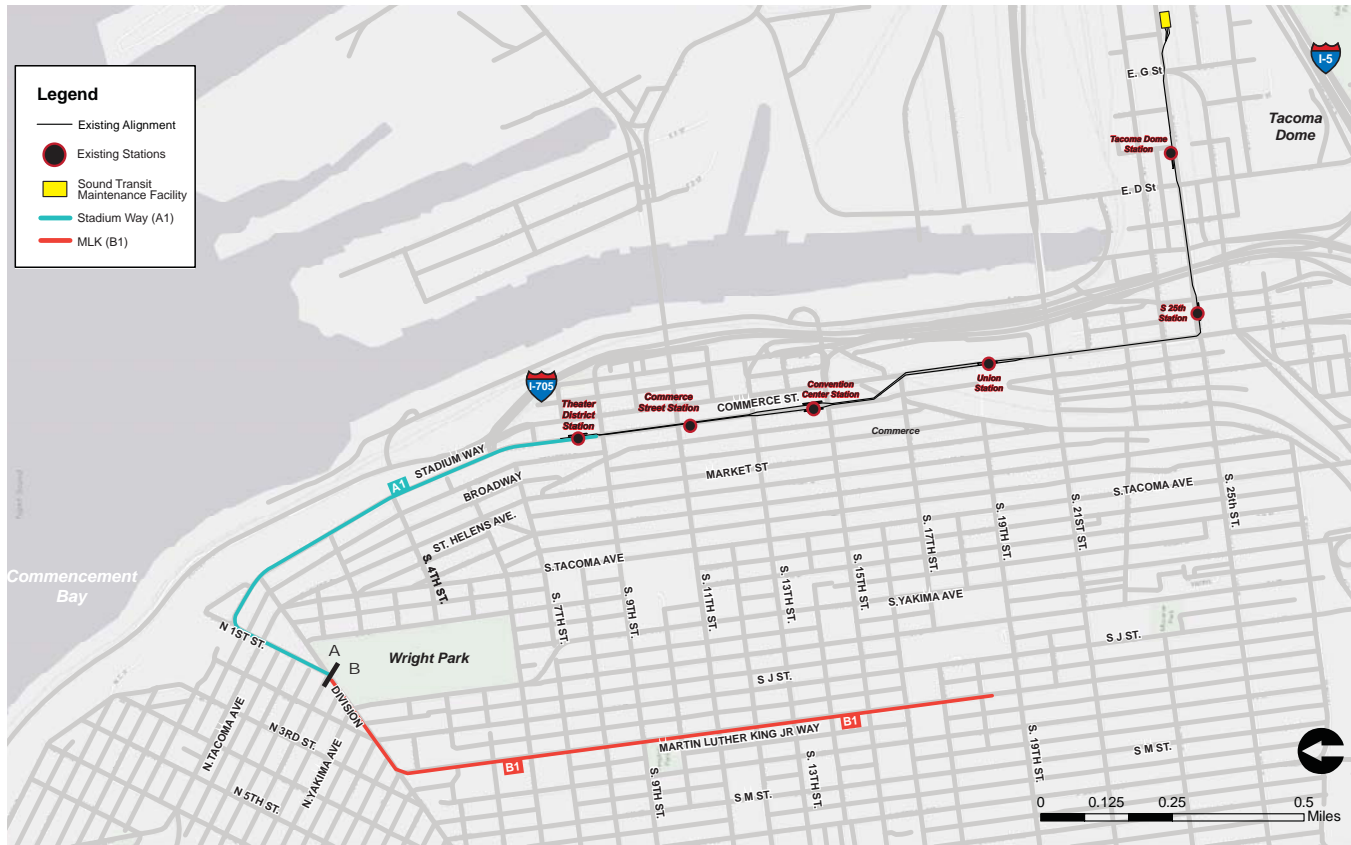 Legend
Existing Alignment
Existing Stations
Sound Transit
Maintenance Facility
Stadium Way (A1)
MLK (B1)
I-5
E. G St
Tacoma
Dome
Tacoma Dome
Station
E. D St
S 25th
Station
Union
Station
Convention
Center Station
COMMERCE ST.
Commerce
Commerce
Street Station
I-705
Theater
District
Station
STADIUM WAY
A1
BROADWAY
MARKET ST
ST. HELENS AVE.
S. 4TH ST.
S.TACOMA AVE
S.TACOMA AVE
S. 7TH ST.
S. 9TH ST.
S. 11TH ST.
S. 13TH ST.
S. 15TH ST.
S. 17TH ST.
S. 19TH ST.
S. 21ST ST.
S. 25th ST.
S.YAKIMA AVE
Commencement
Bay
N 1ST ST.
A
B
Wright Park
DIVISION
S J ST.
S J ST.
N.TACOMA AVE
N 3RD ST.
N.YAKIMA AVE
N 5TH ST.
B1
MARTIN LUTHER KING JR WAY
B1
S. 9TH ST.
S M ST.
S. 13TH ST.
S. 19TH ST.
S M ST.
0 0.125 0.25 0.5
Miles